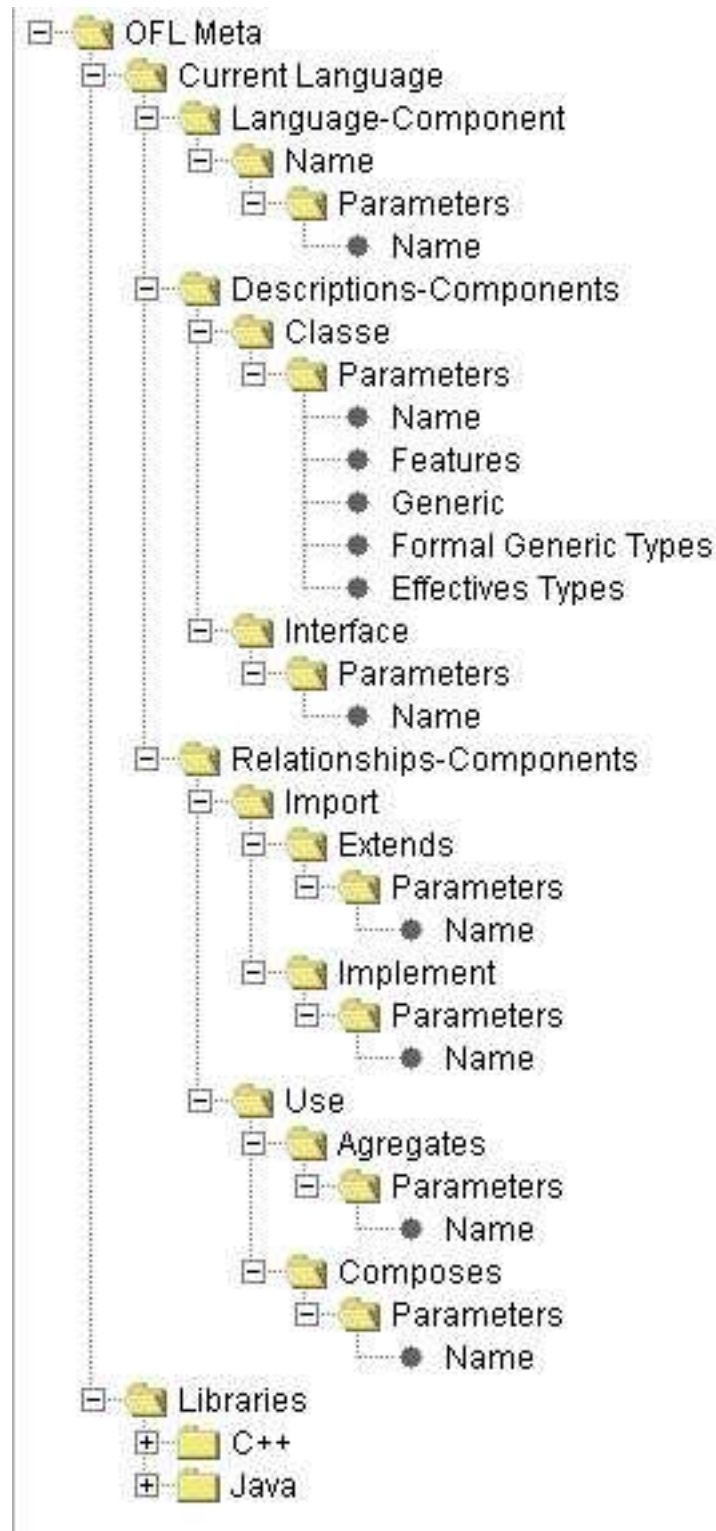 OFL Meta
Current Language
Language-Component
Name
Parameters
Name
Descriptions-Components
Classe
Parameters
Name
Features
Generic
Formal Generic Types
Effectives Types
Interface
Parameters
Name
Relationships-Components
Import
Extends
Parameters
Name
Implement
Parameters
Name
Use
Agregates
Parameters
Name
Composes
Parameters
Name
Libraries
C++
Java